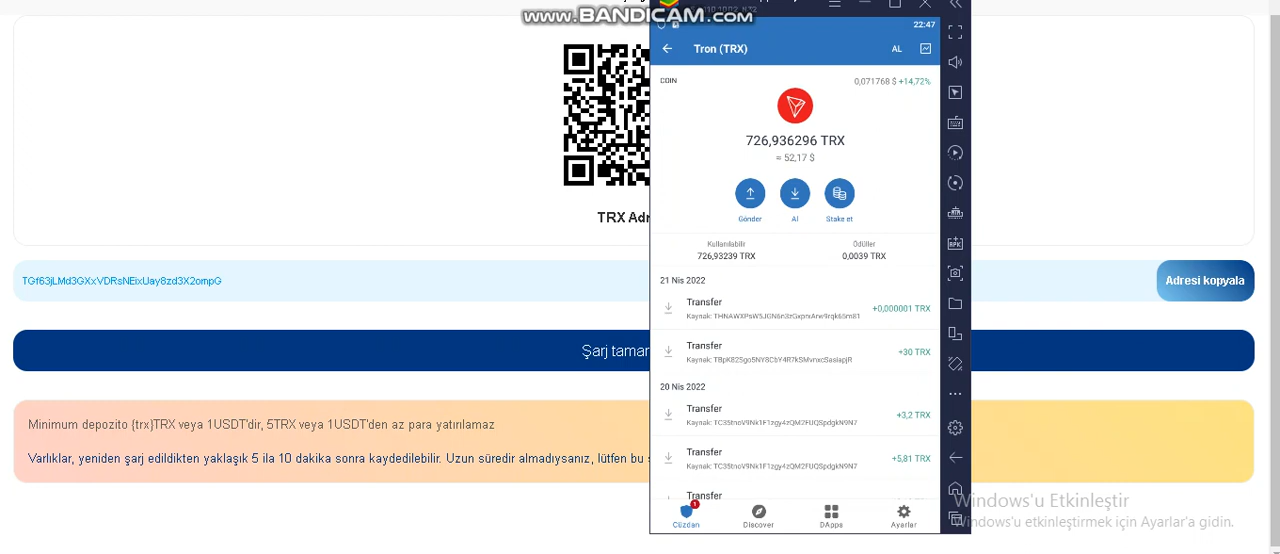 www.BANDICAM.com
22:47
Tron (TRX)
AL
COIN
0,071768 $ +14,72%
726,936296 TRX
≈ 52,17 $
Gönder
Al
Stake et
Kullanılabilir
Ödüller
726,93239 TRX
0,0039 TRX
21 Nis 2022
Transfer
+0,000001 TRX
Kaynak:
Transfer
+30 TRX
Kaynak: TBpK82Sgo5NY8CbY4R7kSMvnxcSasiapjR
20 Nis 2022
Transfer
+3,2 TRX
Kaynak: TC35tnoV9Nk1F1zgy4zQM2FUQSpdgkN9N7
Transfer
+5,81 TRX
Kaynak: TC35tnoV9Nk1F1zgy4zQM2FUQSpdgkN9N7
Transfer
1
Cüzdan
Discover
DApps
Ayarlar
TRX Adr
TGf63jLMd3GXxVDRsNEixUay8zd3X2ompG
Adresi kopyala
Şarj tamar
Minimum depozito {trx}TRX veya 1USDT'dir, 5TRX veya 1USDT'den az para yatırılamaz
Varlıklar, yeniden şarj edildikten yaklaşık 5 ila 10 dakika sonra kaydedilebilir. Uzun süredir almadıysanız, lütfen bu s
Windows'u Etkinleştir
Windows'u etkinleştirmek için Ayarlar'a gidin.